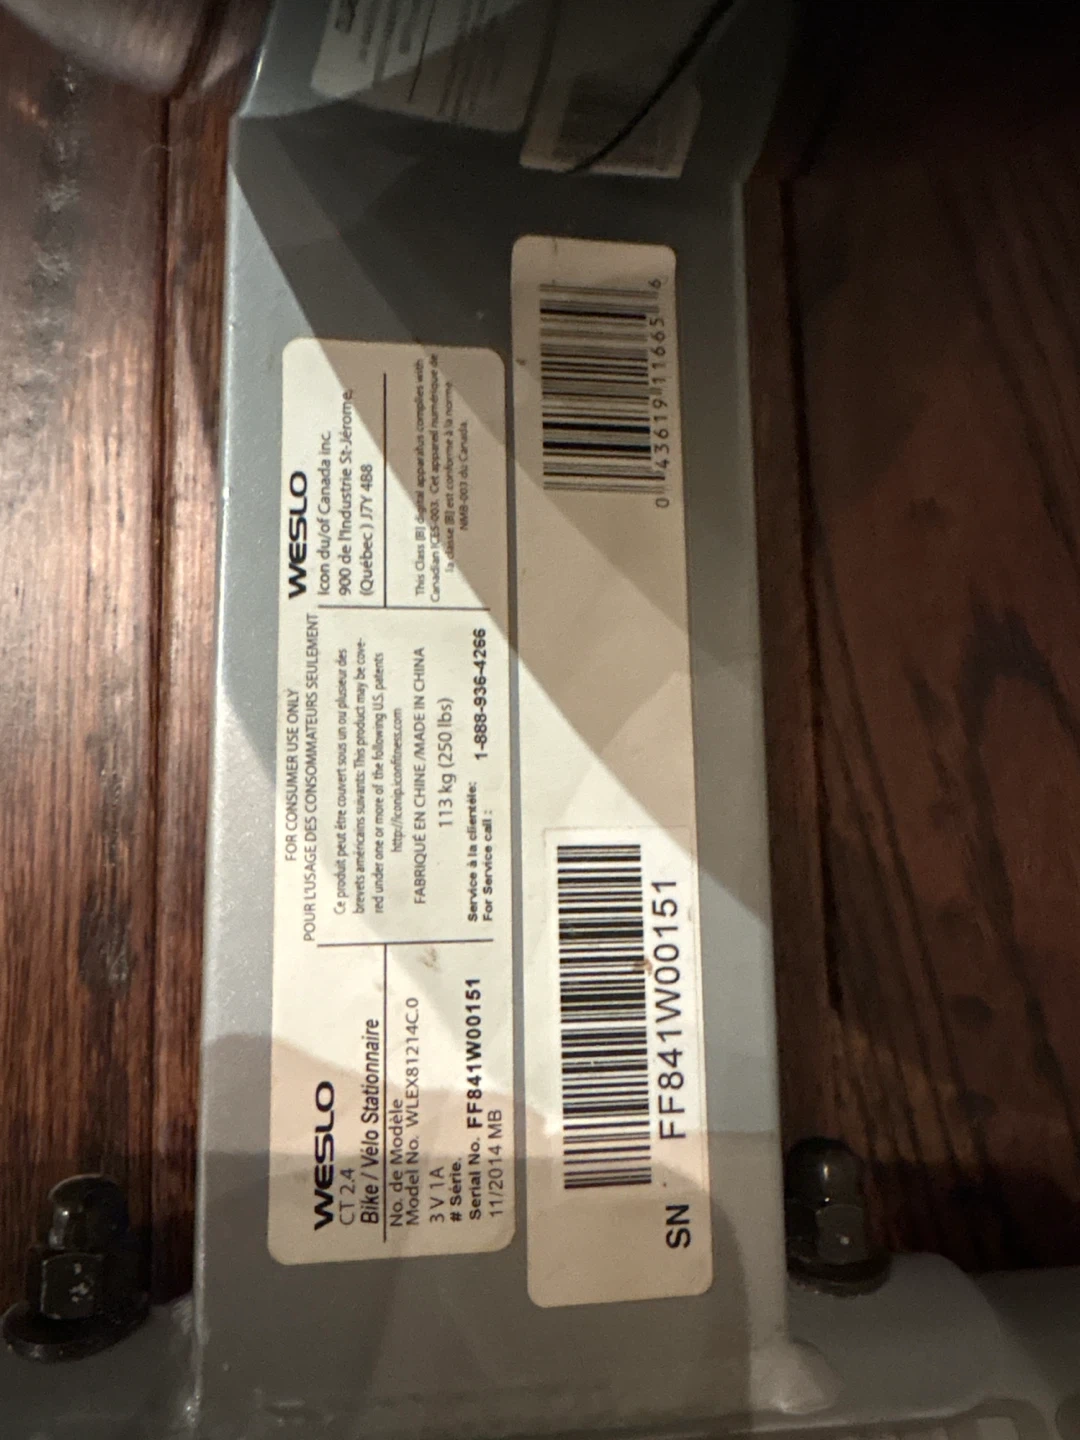 WESLO
CT 2.4
Bike / Vélo Stationnaire
No. de Modèle
Model No. WLEX81214C.0
3 V 1A
# Série.
Serial No. FF841W00151
11/2014 MB
FOR CONSUMER USE ONLY
POUR L'USAGE DES CONSOMMATEURS SEULEMENT
Ce produit peut être couvert sous un ou plusieur des
brevets américains suivants: This product may be cove-
red under one or more of the following U.S. patents
http://iconip.iconfitness.com
FABRIQUÉ EN CHINE /MADE IN CHINA
113 kg (250 lbs)
Service à la clientéle:
For Service call :
1-888-936-4266
WESLO
Icon du/of Canada inc.
900 de l'Industrie St-Jérome,
(Québec ) J7Y 4B8
This Class [B] digital apparatus complies with
Canadian ICES-003. Cet appareil numérique de
la classe [B] est conforme à la norme
NMB-003 du Canada.
SN FF841W00151
0 43619 11665 6